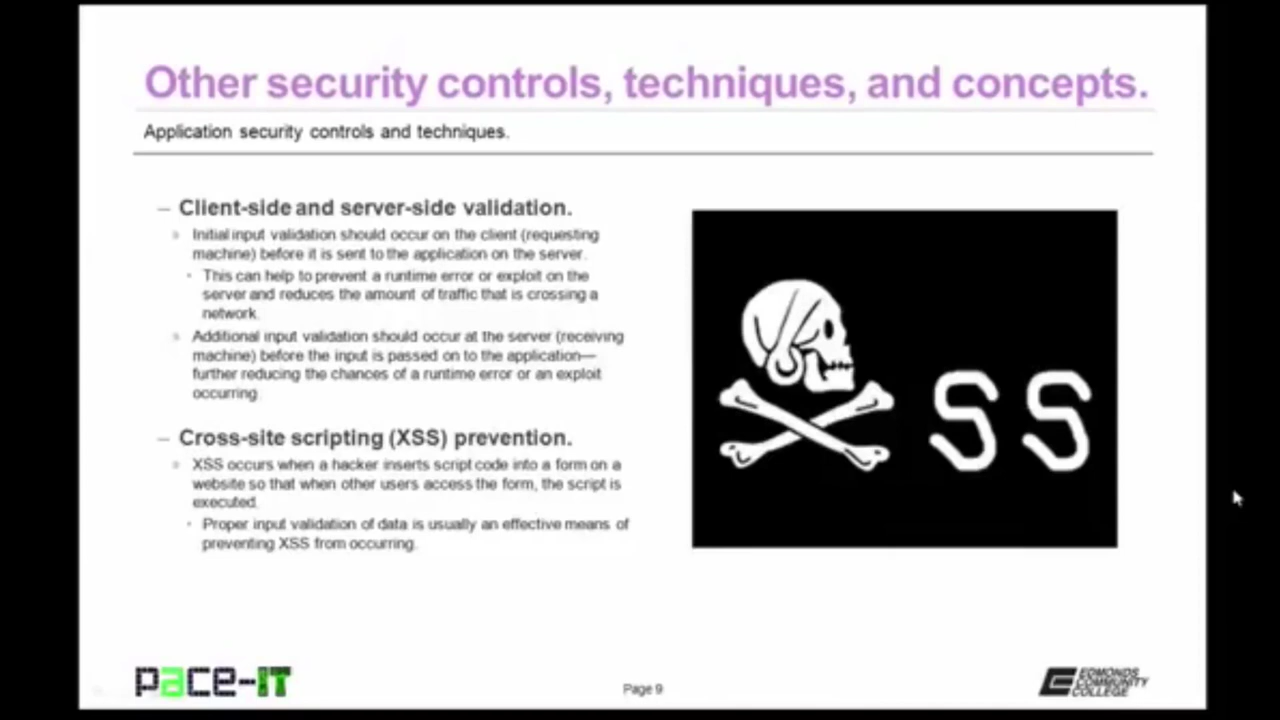 Other security controls, techniques, and concepts.
Application security controls and techniques.
– Client-side and server-side validation.
» Initial input validation should occur on the client (requesting
machine) before it is sent to the application on the server.
• This can help to prevent a runtime error or exploit on the
server and reduces the amount of traffic that is crossing a
network.
» Additional input validation should occur at the server (receiving
machine) before the input is passed on to the application—
further reducing the chances of a runtime error or an exploit
occurring.
– Cross-site scripting (XSS) prevention.
» XSS occurs when a hacker inserts script code into a form on a
website so that when other users access the form, the script is
executed.
• Proper input validation of data is usually an effective means of
preventing XSS from occurring.
SS
pace-IT
Page 9
EDMONDS
COMMUNITY
COLLEGE